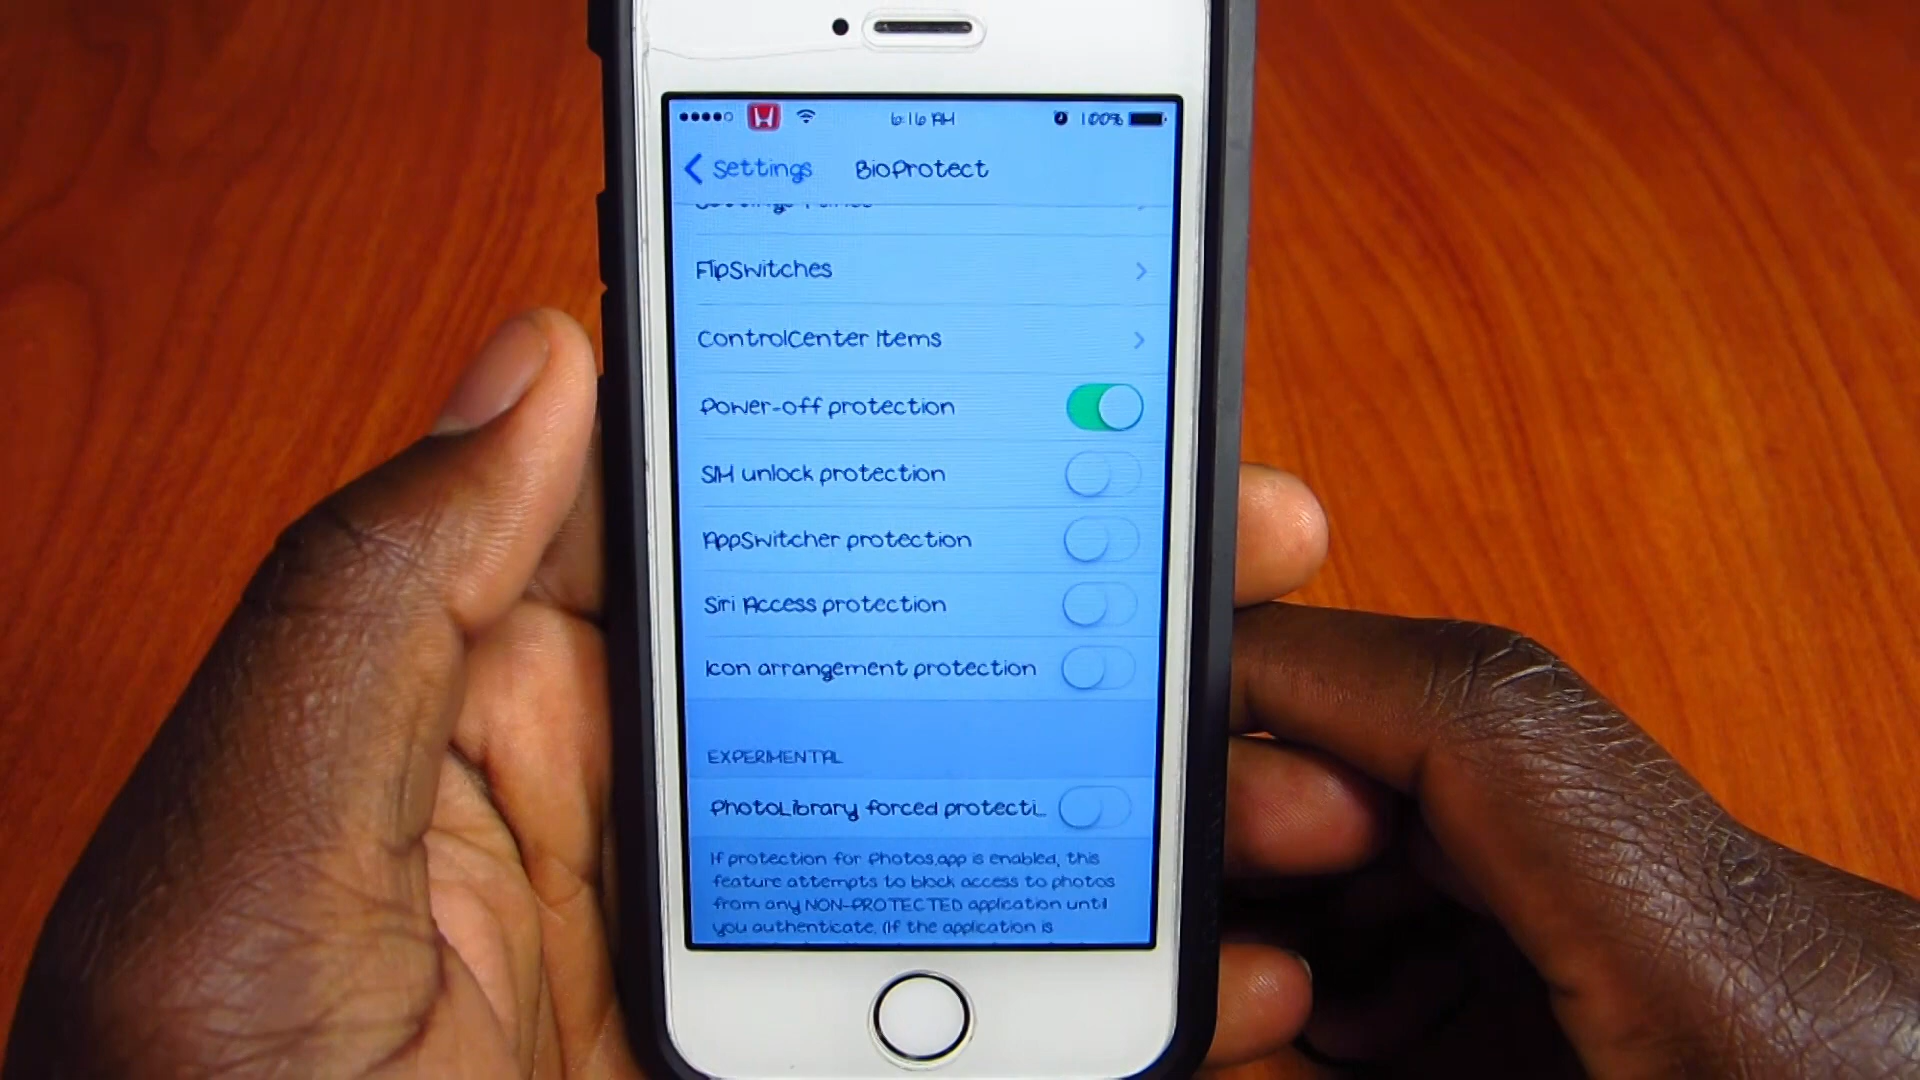 6:16 AM
100%
Settings
BioProtect
FlipSwitches
ControlCenter Items
Power-off protection
SIM unlock protection
AppSwitcher protection
Siri Access protection
Icon arrangement protection
EXPERIMENTAL
PhotoLibrary forced protecti...
If protection for Photos.app is enabled, this
feature attempts to block access to photos
from any NON-PROTECTED application until
you authenticate. (If the application is